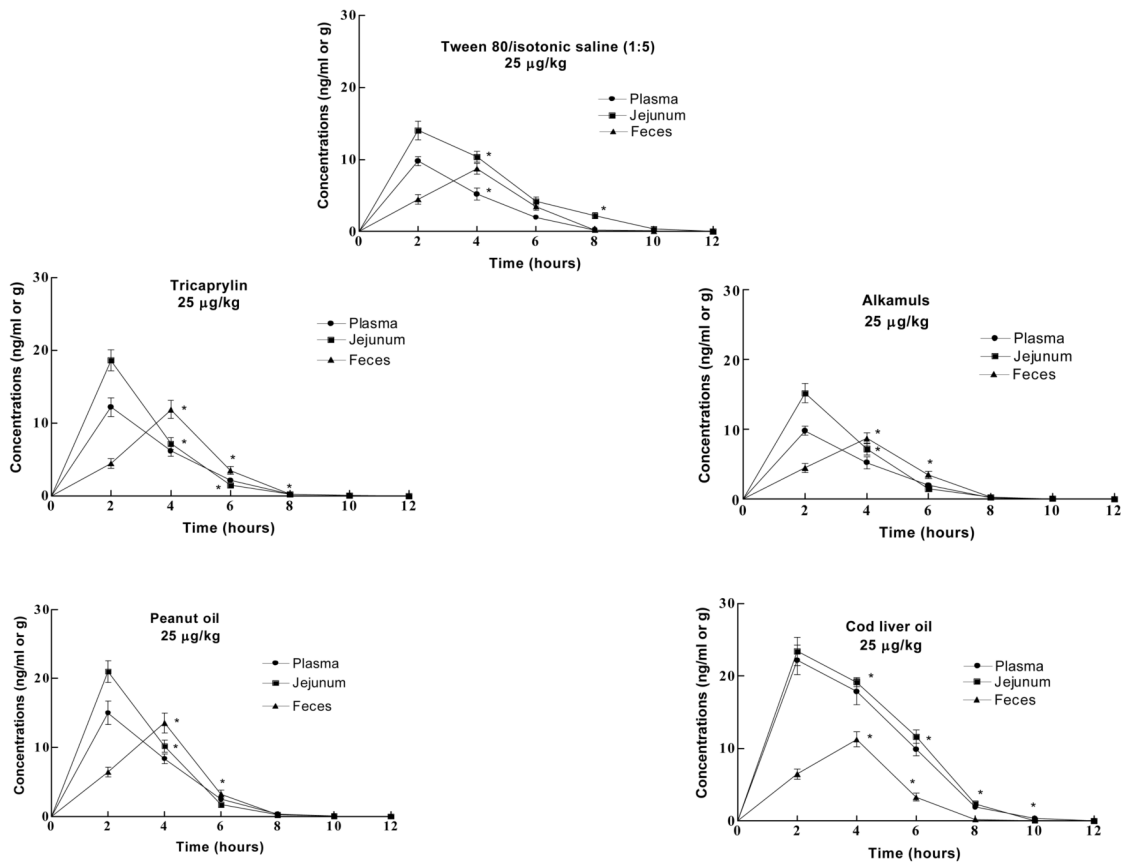 Tween 80/isotonic saline (1:5)
25 µg/kg
Concentrations (ng/ml or g)
Plasma
Jejunum
Feces
30
20
10
0
0 2 4 6 8 10 12
* * *
Time (hours)
Tricaprylin
25 µg/kg
Concentrations (ng/ml or g)
Plasma
Jejunum
Feces
30
20
10
0
0 2 4 6 8 10 12
* * * * *
Time (hours)
Alkamuls
25 µg/kg
Concentrations (ng/ml or g)
Plasma
Jejunum
Feces
30
20
10
0
0 2 4 6 8 10 12
* * *
Time (hours)
Peanut oil
25 µg/kg
Concentrations (ng/ml or g)
Plasma
Jejunum
Feces
30
20
10
0
0 2 4 6 8 10 12
* * *
Time (hours)
Cod liver oil
25 µg/kg
Concentrations (ng/ml or g)
Plasma
Jejunum
Feces
30
20
10
0
0 2 4 6 8 10 12
* * * * * *
Time (hours)